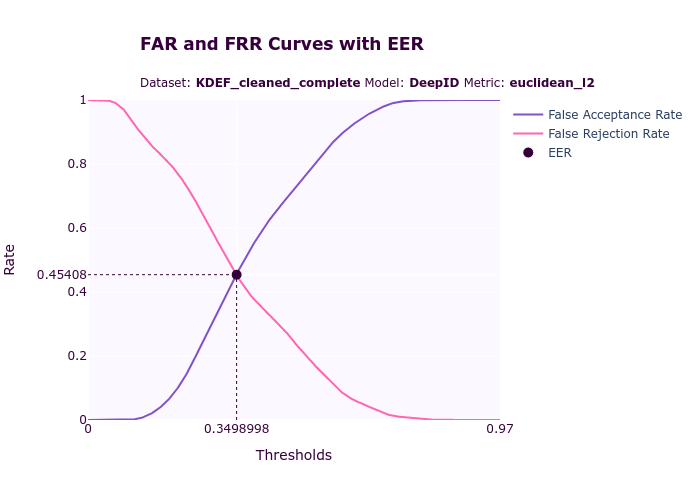 FAR and FRR Curves with EER
Dataset: KDEF_cleaned_complete Model: DeepID Metric: euclidean_l2
False Acceptance Rate
False Rejection Rate
EER
Rate
1
0.8
0.6
0.45408
0.4
0.2
0
0
0.3498998
0.97
Thresholds